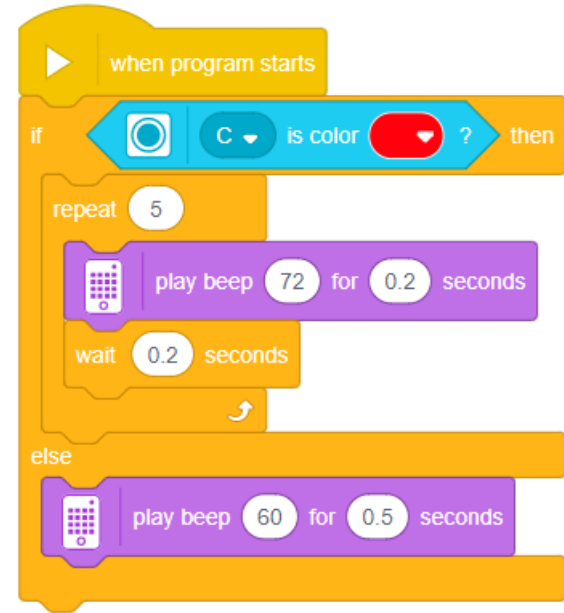 when program starts
if C is color ? then
repeat 5
play beep 72 for 0.2 seconds
wait 0.2 seconds
else
play beep 60 for 0.5 seconds